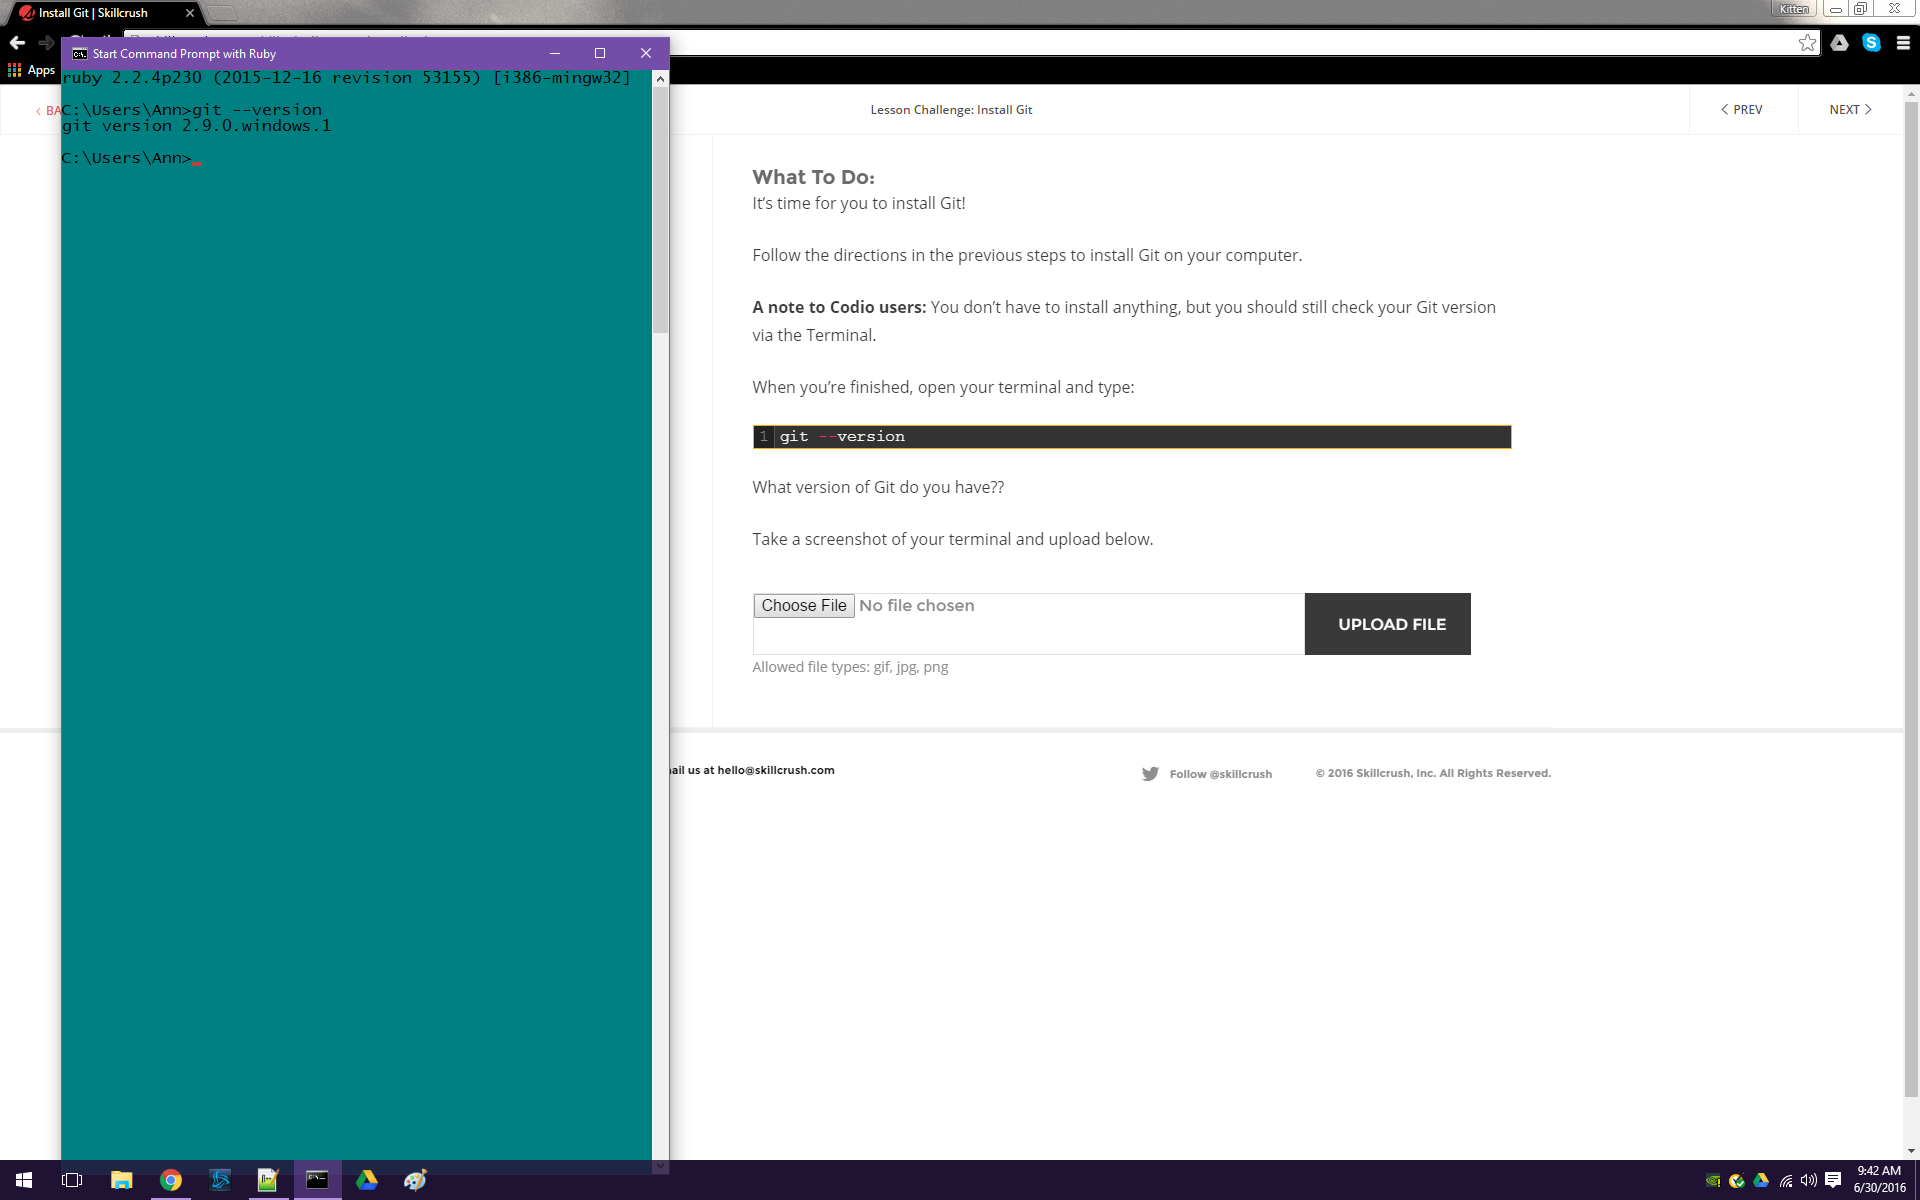 Install Git | Skillcrush
Kitten
Apps
Start Command Prompt with Ruby
ruby 2.2.4p230 (2015-12-16 revision 53155) [i386-mingw32]
C:\Users\Ann>git --version
git version 2.9.0.windows.1
C:\Users\Ann>
BA
Lesson Challenge: Install Git
PREV
NEXT
What To Do:
It's time for you to install Git!
Follow the directions in the previous steps to install Git on your computer.
A note to Codio users: You don't have to install anything, but you should still check your Git version
via the Terminal.
When you're finished, open your terminal and type:
1 git --version
What version of Git do you have??
Take a screenshot of your terminal and upload below.
Choose File No file chosen
UPLOAD FILE
Allowed file types: gif, jpg, png
ail us at hello@skillcrush.com
Follow @skillcrush
© 2016 Skillcrush, Inc. All Rights Reserved.
9:42 AM
6/30/2016